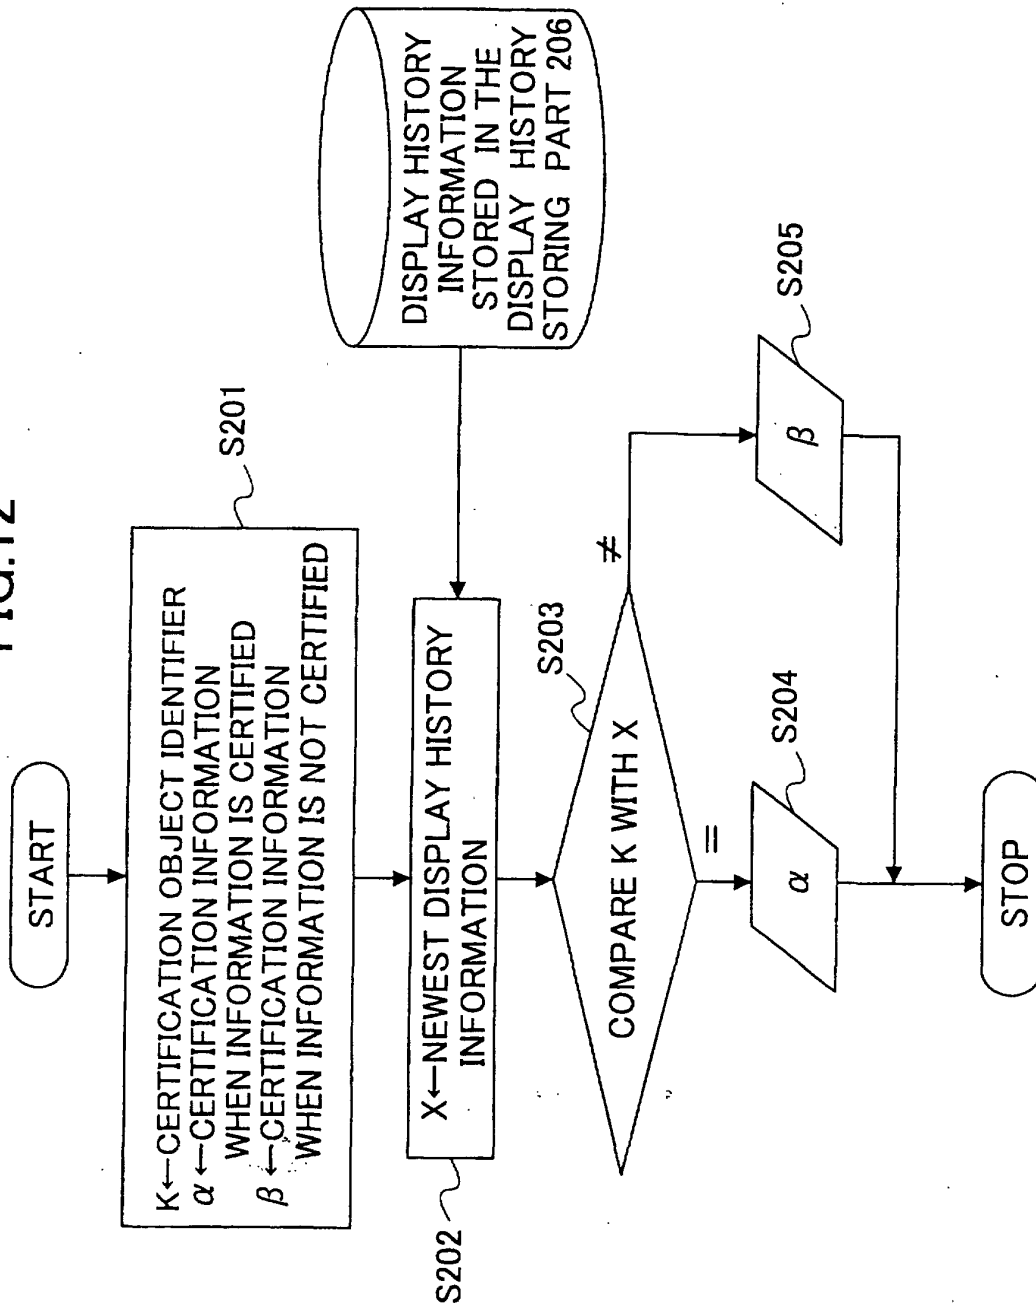 FIG.12
START
K←CERTIFICATION OBJECT IDENTIFIER
α←CERTIFICATION INFORMATION
WHEN INFORMATION IS CERTIFIED
β←CERTIFICATION INFORMATION
WHEN INFORMATION IS NOT CERTIFIED
S201
DISPLAY HISTORY
INFORMATION
STORED IN THE
DISPLAY HISTORY
STORING PART 206
S202
X←NEWEST DISPLAY HISTORY
INFORMATION
S203
COMPARE K WITH X
≠
=
α
S204
β
S205
STOP